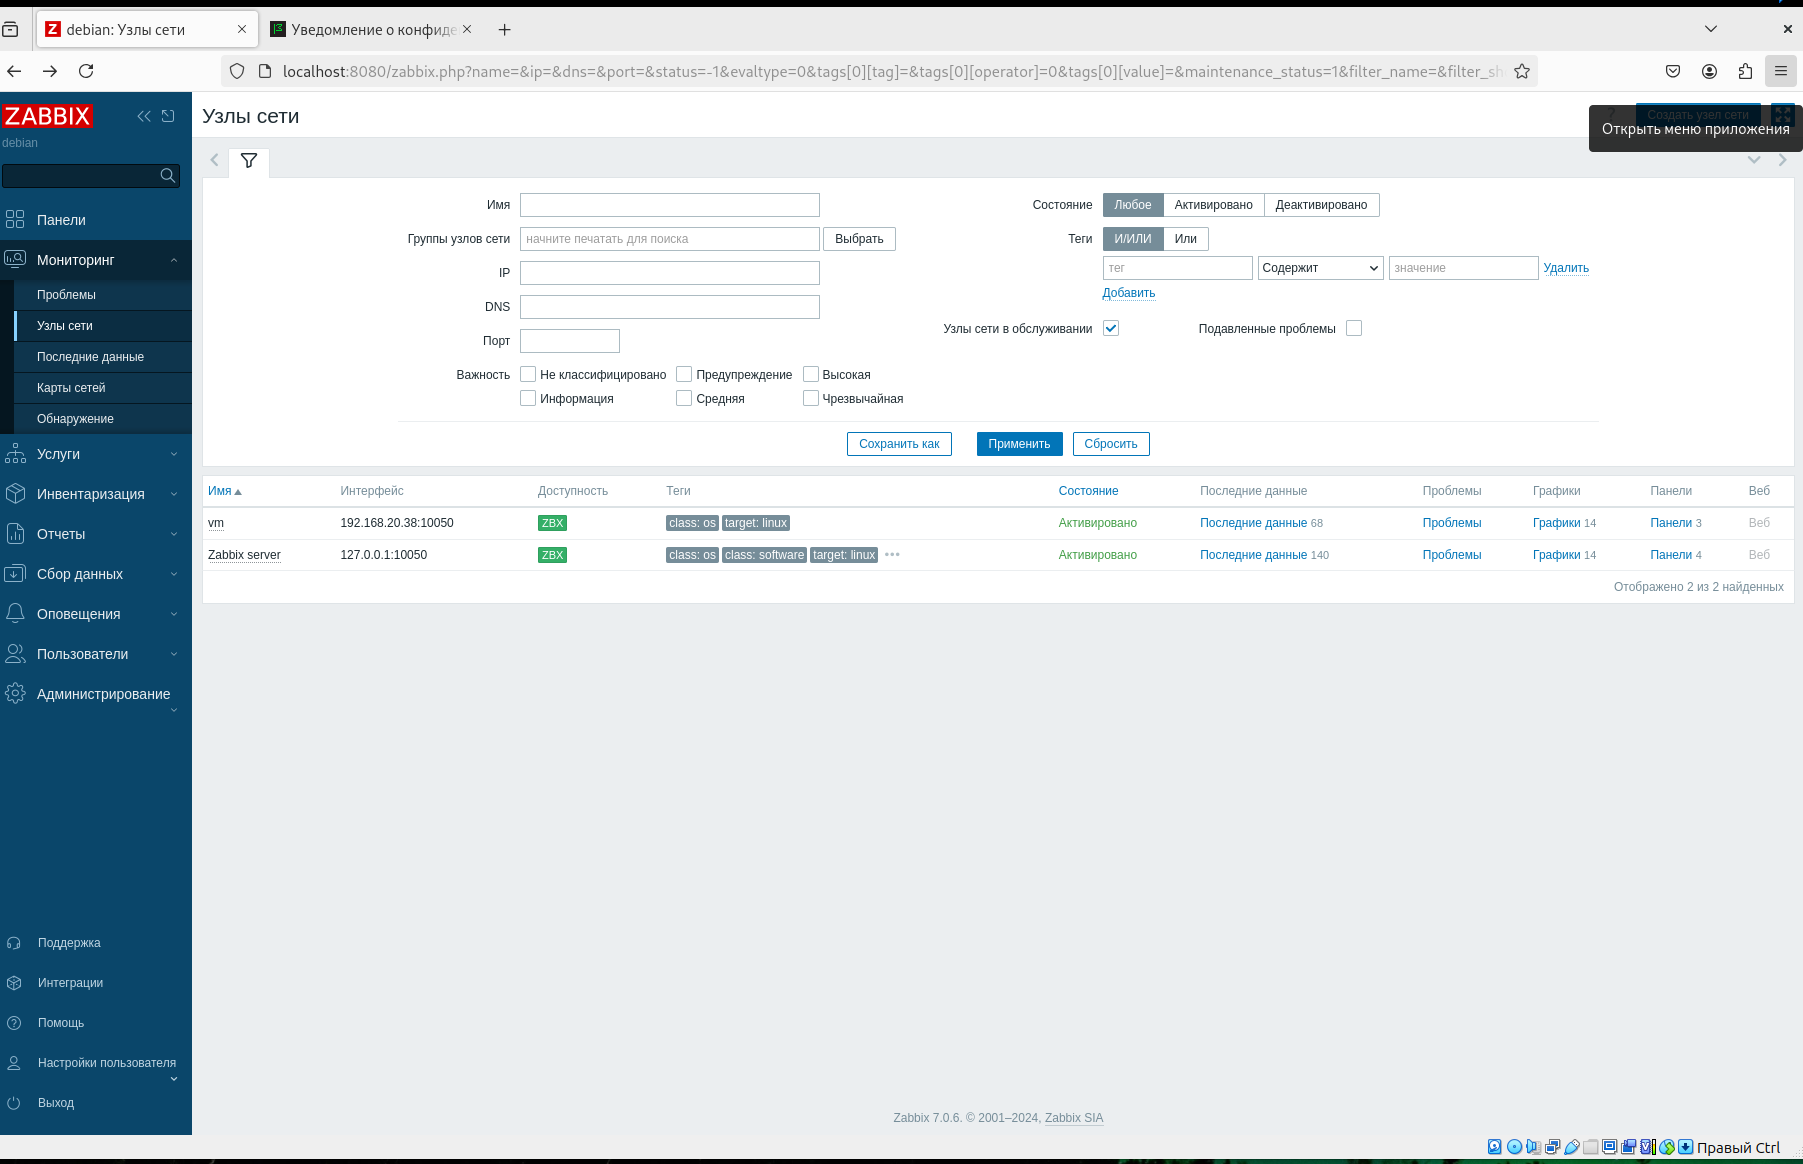 debian: Узлы сети
Уведомление о конфиде
localhost:8080/zabbix.php?name=&ip=&dns=&port=&status=-1&evaltype=0&tags[0][tag]=&tags[0][operator]=0&tags[0][value]=&maintenance_status=1&filter_name=&filter_sh
ZABBIX
debian
Узлы сети
?
Создать узел сети
Открыть меню приложения
Панели
Мониторинг
Проблемы
Узлы сети
Последние данные
Карты сетей
Обнаружение
Услуги
Инвентаризация
Отчеты
Сбор данных
Оповещения
Пользователи
Администрирование
Поддержка
Интеграции
Помощь
Настройки пользователя
Выход
Имя
Группы узлов сети начните печатать для поиска Выбрать
IP
DNS
Порт
Важность Не классифицировано Предупреждение Высокая
Информация Средняя Чрезвычайная
Состояние Любое Активировано Деактивировано
Теги И/ИЛИ Или
тег Содержит значение Удалить
Добавить
Узлы сети в обслуживании Подавленные проблемы
Сохранить как Применить Сбросить
Имя Интерфейс Доступность Теги Состояние Последние данные Проблемы Графики Панели Веб
vm 192.168.20.38:10050 ZBX class: os target: linux Активировано Последние данные 68 Проблемы Графики 14 Панели 3 Веб
Zabbix server 127.0.0.1:10050 ZBX class: os class: software target: linux ••• Активировано Последние данные 140 Проблемы Графики 14 Панели 4 Веб
Отображено 2 из 2 найденных
Zabbix 7.0.6. © 2001–2024, Zabbix SIA
Правый Ctrl